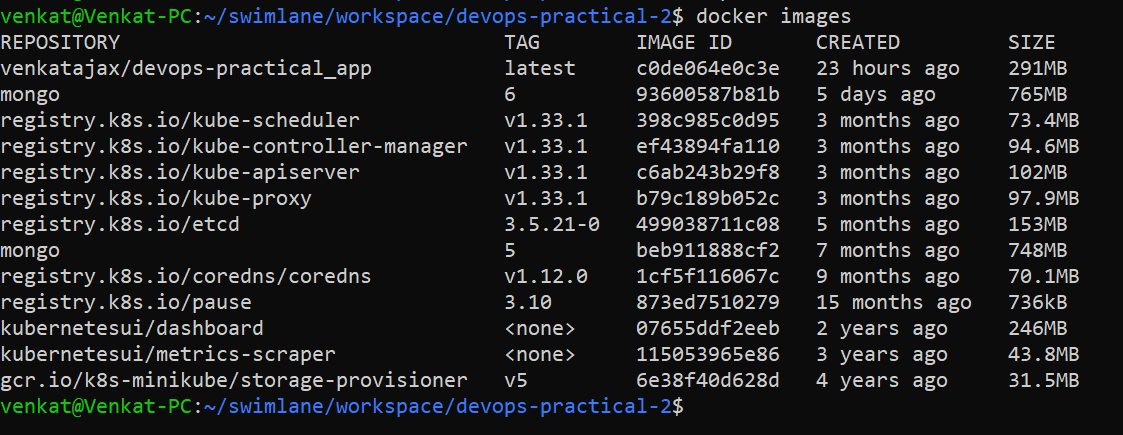 venkat@Venkat-PC:~/swimlane/workspace/devops-practical-2$ docker images
REPOSITORY TAG IMAGE ID CREATED SIZE
venkatajax/devops-practical_app latest c0de064e0c3e 23 hours ago 291MB
mongo 6 93600587b81b 5 days ago 765MB
registry.k8s.io/kube-scheduler v1.33.1 398c985c0d95 3 months ago 73.4MB
registry.k8s.io/kube-controller-manager v1.33.1 ef43894fa110 3 months ago 94.6MB
registry.k8s.io/kube-apiserver v1.33.1 c6ab243b29f8 3 months ago 102MB
registry.k8s.io/kube-proxy v1.33.1 b79c189b052c 3 months ago 97.9MB
registry.k8s.io/etcd 3.5.21-0 499038711c08 5 months ago 153MB
mongo 5 beb911888cf2 7 months ago 748MB
registry.k8s.io/coredns/coredns v1.12.0 1cf5f116067c 9 months ago 70.1MB
registry.k8s.io/pause 3.10 873ed7510279 15 months ago 736kB
kubernetesui/dashboard <none> 07655ddf2eeb 2 years ago 246MB
kubernetesui/metrics-scraper <none> 115053965e86 3 years ago 43.8MB
gcr.io/k8s-minikube/storage-provisioner v5 6e38f40d628d 4 years ago 31.5MB
venkat@Venkat-PC:~/swimlane/workspace/devops-practical-2$